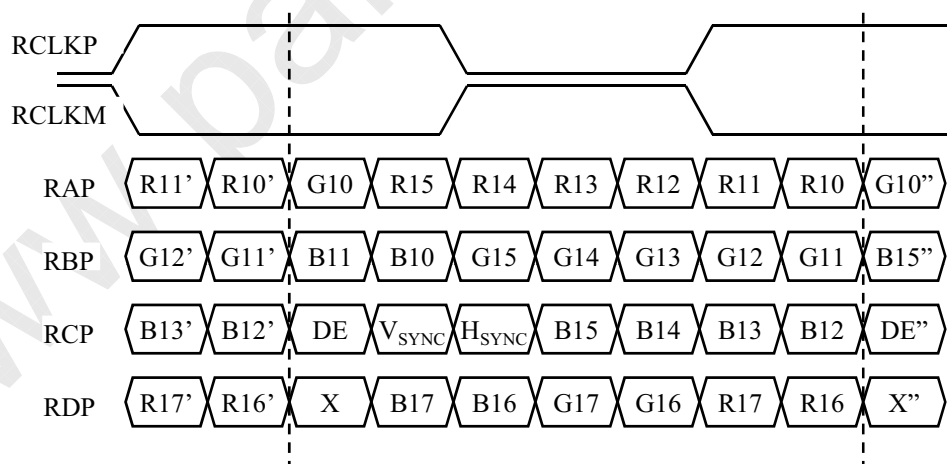 RCLKP
RCLKM
RAP R11’ R10’ G10 R15 R14 R13 R12 R11 R10 G10”
RBP G12’ G11’ B11 B10 G15 G14 G13 G12 G11 B15”
RCP B13’ B12’ DE VSYNC HSYNC B15 B14 B13 B12 DE”
RDP R17’ R16’ X B17 B16 G17 G16 R17 R16 X”